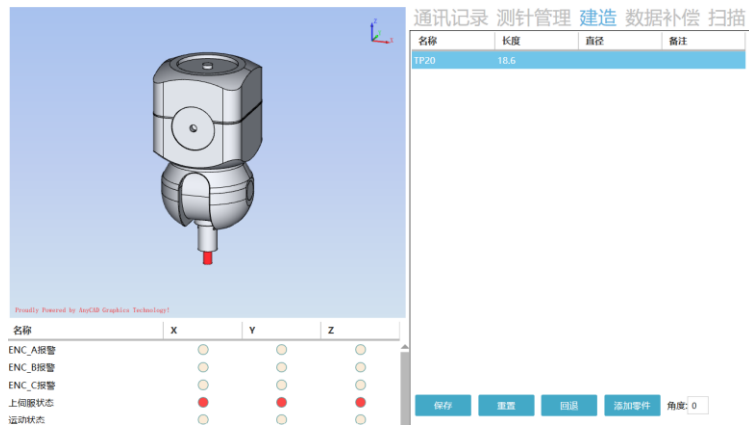 Z
X
Proudly Powered by AnyCAD Graphics Technology!
名称 X Y Z
ENC_A报警
ENC_B报警
ENC_C报警
上伺服状态
运动状态
通讯记录 测针管理 建造 数据补偿 扫描
名称 长度 直径 备注
TP20 18.6
保存 重置 回退 添加零件 角度: 0